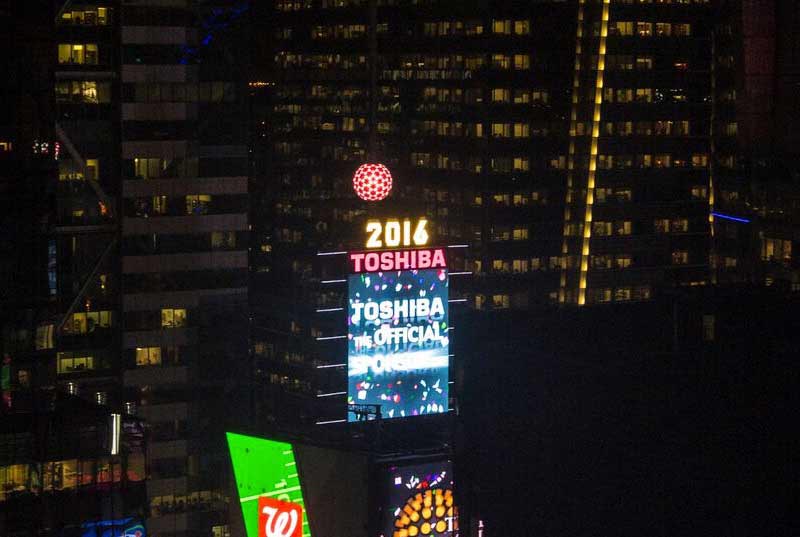 2016
TOSHIBA
TOSHIBA
THE OFFICIAL
W